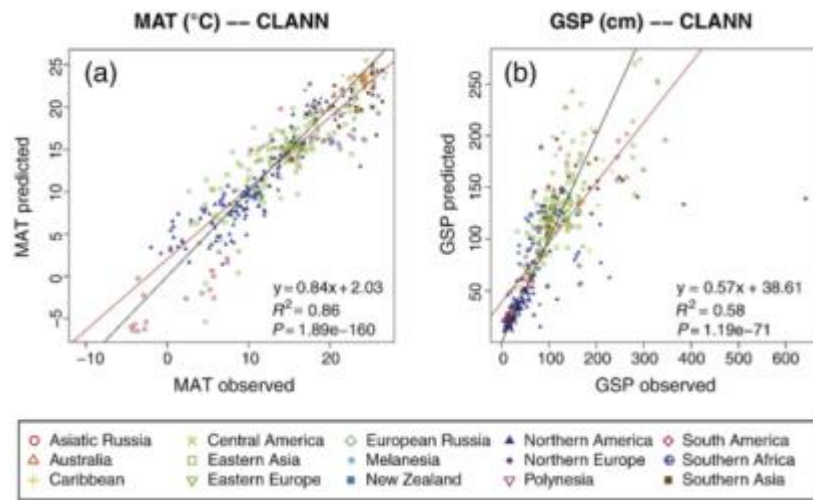 MAT (°C) –– CLANN
GSP (cm) –– CLANN
(a)
(b)
MAT predicted
25
20
15
10
5
0
−5
y = 0.84x + 2.03
R² = 0.86
P = 1.89e−160
−10 0 10 20
MAT observed
GSP predicted
250
200
150
100
50
y = 0.57x + 38.61
R² = 0.58
P = 1.19e−71
0 100 200 300 400 500 600
GSP observed
Asiatic Russia Central America European Russia Northern America South America
Australia Eastern Asia Melanesia Northern Europe Southern Africa
Caribbean Eastern Europe New Zealand Polynesia Southern Asia